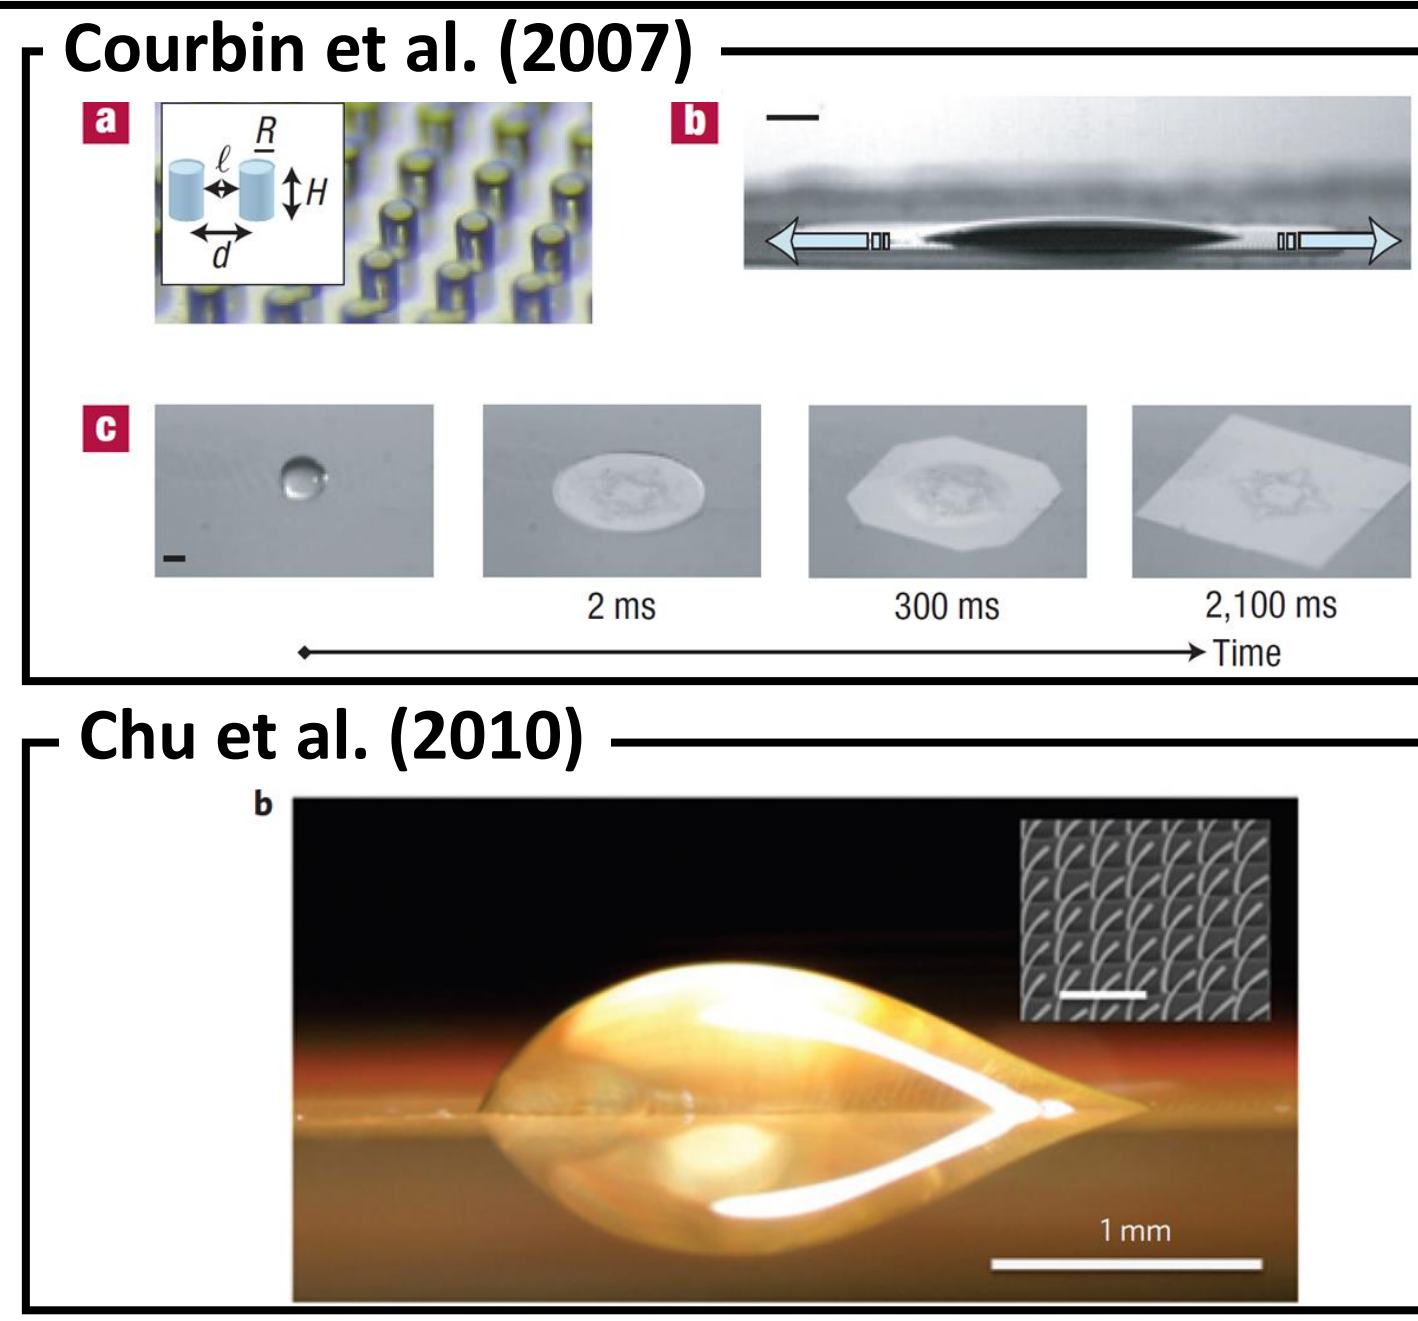 Courbin et al. (2007)
a
R
ℓ
H
d
b
c
2 ms
300 ms
2,100 ms
Time
Chu et al. (2010)
b
1 mm